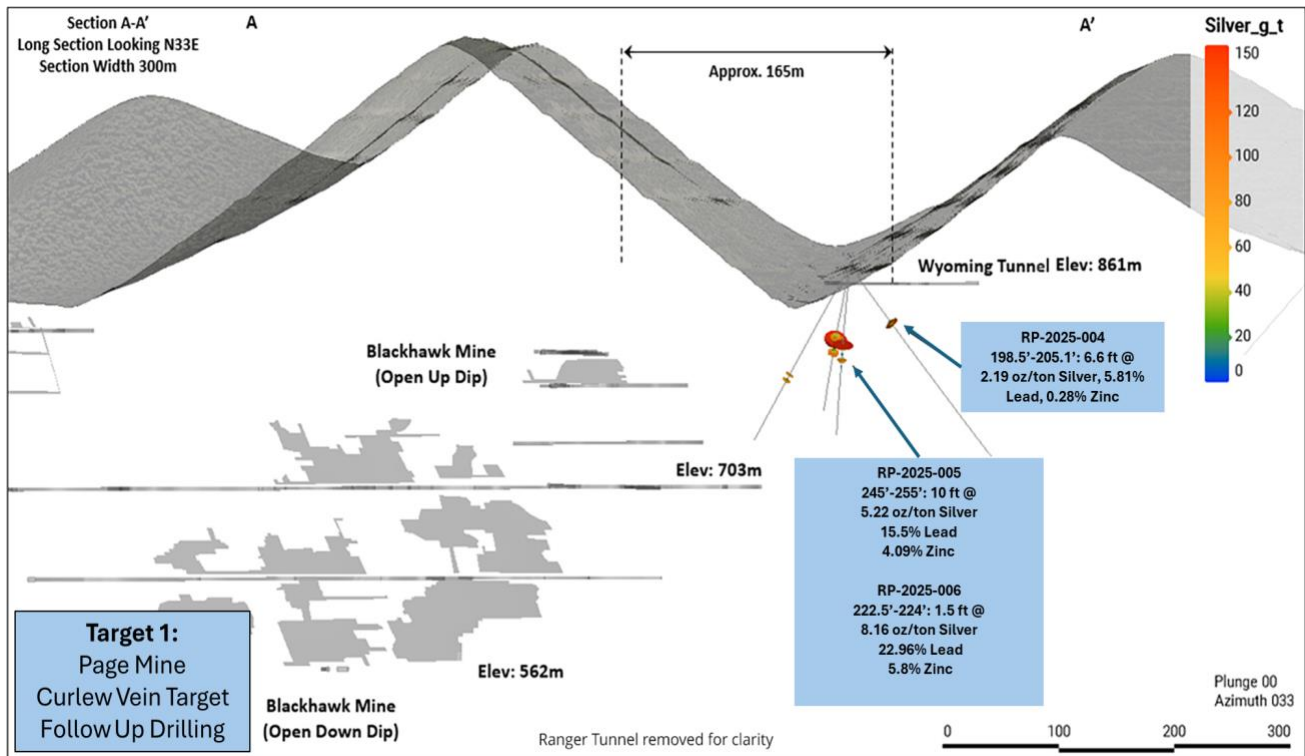 Section A-A’
Long Section Looking N33E
Section Width 300m
A
A’
Silver_g_t
150
120
100
80
60
40
20
0
Approx. 165m
Wyoming Tunnel Elev: 861m
Blackhawk Mine
(Open Up Dip)
RP-2025-004
198.5’-205.1’: 6.6 ft @
2.19 oz/ton Silver, 5.81%
Lead, 0.28% Zinc
Elev: 703m
RP-2025-005
245’-255’: 10 ft @
5.22 oz/ton Silver
15.5% Lead
4.09% Zinc
RP-2025-006
222.5’-224’: 1.5 ft @
8.16 oz/ton Silver
22.96% Lead
5.8% Zinc
Target 1:
Page Mine
Curlew Vein Target
Follow Up Drilling
Elev: 562m
Blackhawk Mine
(Open Down Dip)
Ranger Tunnel removed for clarity
Plunge 00
Azimuth 033
0 100 200 300